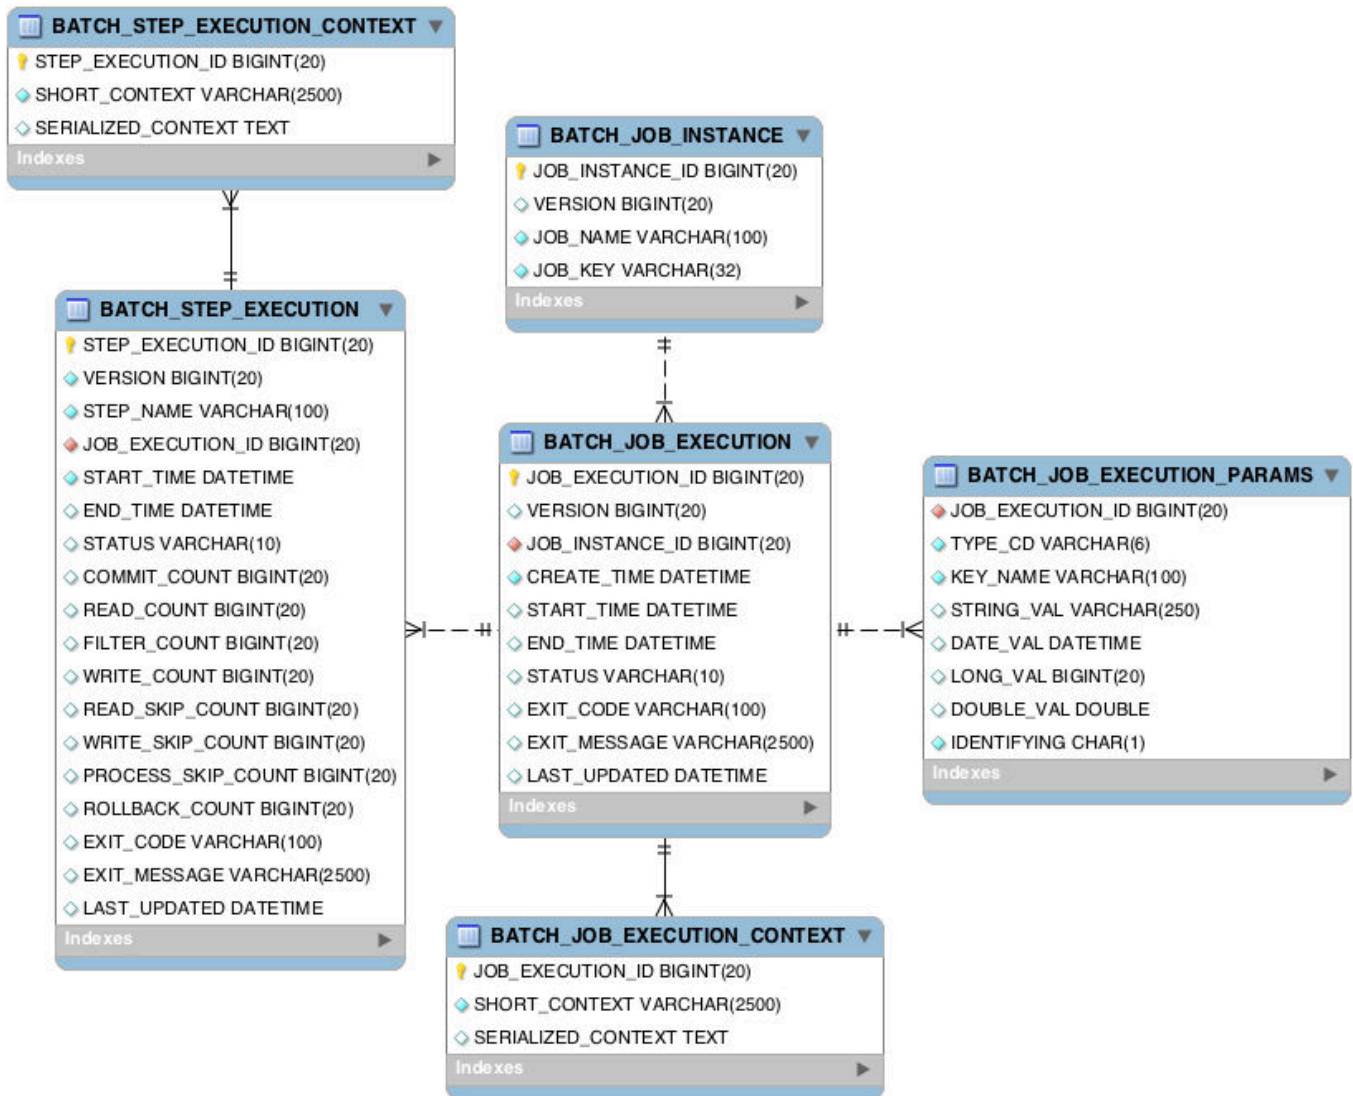 BATCH_STEP_EXECUTION_CONTEXT
STEP_EXECUTION_ID BIGINT(20)
SHORT_CONTEXT VARCHAR(2500)
SERIALIZED_CONTEXT TEXT
Indexes
BATCH_JOB_INSTANCE
JOB_INSTANCE_ID BIGINT(20)
VERSION BIGINT(20)
JOB_NAME VARCHAR(100)
JOB_KEY VARCHAR(32)
Indexes
BATCH_STEP_EXECUTION
STEP_EXECUTION_ID BIGINT(20)
VERSION BIGINT(20)
STEP_NAME VARCHAR(100)
JOB_EXECUTION_ID BIGINT(20)
START_TIME DATETIME
END_TIME DATETIME
STATUS VARCHAR(10)
COMMIT_COUNT BIGINT(20)
READ_COUNT BIGINT(20)
FILTER_COUNT BIGINT(20)
WRITE_COUNT BIGINT(20)
READ_SKIP_COUNT BIGINT(20)
WRITE_SKIP_COUNT BIGINT(20)
PROCESS_SKIP_COUNT BIGINT(20)
ROLLBACK_COUNT BIGINT(20)
EXIT_CODE VARCHAR(100)
EXIT_MESSAGE VARCHAR(2500)
LAST_UPDATED DATETIME
Indexes
BATCH_JOB_EXECUTION
JOB_EXECUTION_ID BIGINT(20)
VERSION BIGINT(20)
JOB_INSTANCE_ID BIGINT(20)
CREATE_TIME DATETIME
START_TIME DATETIME
END_TIME DATETIME
STATUS VARCHAR(10)
EXIT_CODE VARCHAR(100)
EXIT_MESSAGE VARCHAR(2500)
LAST_UPDATED DATETIME
Indexes
BATCH_JOB_EXECUTION_PARAMS
JOB_EXECUTION_ID BIGINT(20)
TYPE_CD VARCHAR(6)
KEY_NAME VARCHAR(100)
STRING_VAL VARCHAR(250)
DATE_VAL DATETIME
LONG_VAL BIGINT(20)
DOUBLE_VAL DOUBLE
IDENTIFYING CHAR(1)
Indexes
BATCH_JOB_EXECUTION_CONTEXT
JOB_EXECUTION_ID BIGINT(20)
SHORT_CONTEXT VARCHAR(2500)
SERIALIZED_CONTEXT TEXT
Indexes